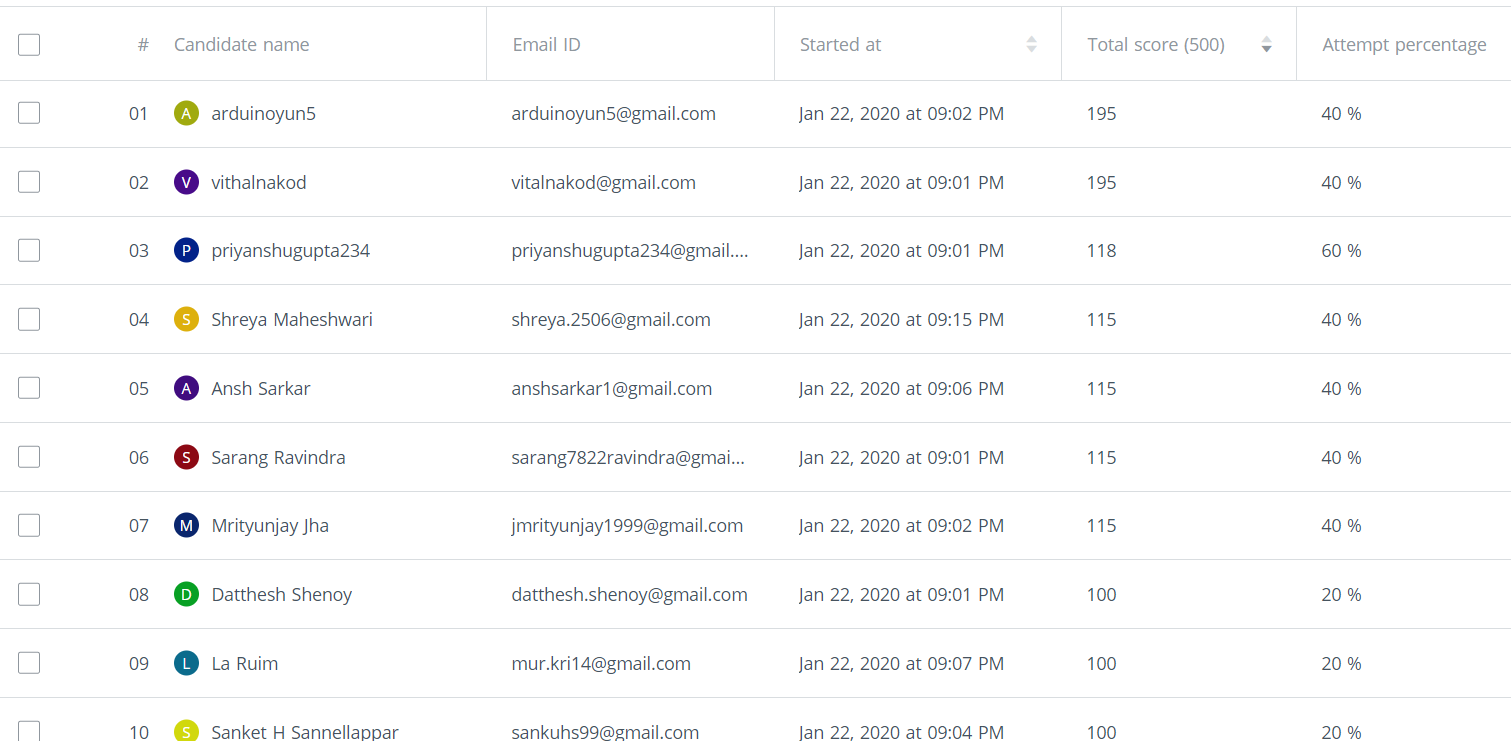 # Candidate name Email ID Started at Total score (500) Attempt percentage
01 A arduinoyun5 arduinoyun5@gmail.com Jan 22, 2020 at 09:02 PM 195 40 %
02 V vithalnakod vitalnakod@gmail.com Jan 22, 2020 at 09:01 PM 195 40 %
03 P priyanshugupta234 priyanshugupta234@gmail.... Jan 22, 2020 at 09:01 PM 118 60 %
04 S Shreya Maheshwari shreya.2506@gmail.com Jan 22, 2020 at 09:15 PM 115 40 %
05 A Ansh Sarkar anshsarkar1@gmail.com Jan 22, 2020 at 09:06 PM 115 40 %
06 S Sarang Ravindra sarang7822ravindra@gmai... Jan 22, 2020 at 09:01 PM 115 40 %
07 M Mrityunjay Jha jmrityunjay1999@gmail.com Jan 22, 2020 at 09:02 PM 115 40 %
08 D Datthesh Shenoy datthesh.shenoy@gmail.com Jan 22, 2020 at 09:01 PM 100 20 %
09 L La Ruim mur.kri14@gmail.com Jan 22, 2020 at 09:07 PM 100 20 %
10 S Sanket H Sannellappar sankuhs99@gmail.com Jan 22, 2020 at 09:04 PM 100 20 %